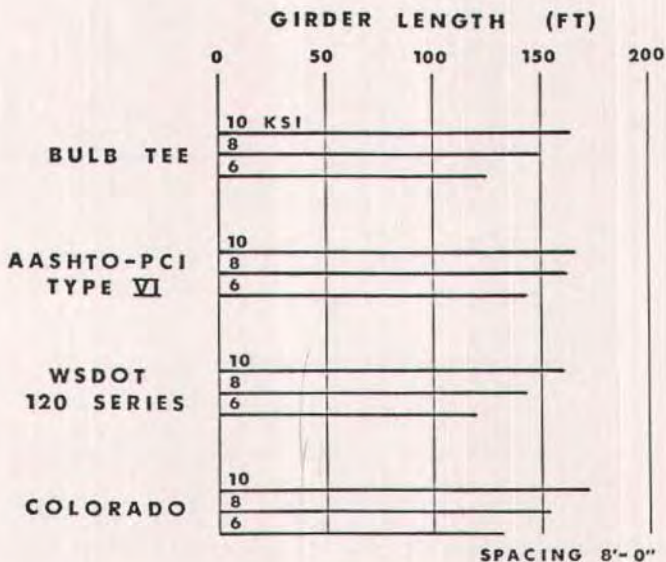 GIRDER LENGTH (FT)
0 50 100 150 200
10 KSI
BULB TEE
8
6
10
AASHTO-PCI
8
TYPE VI
6
10
WSDOT
8
120 SERIES
6
10
COLORADO
8
6
SPACING 8'-0"